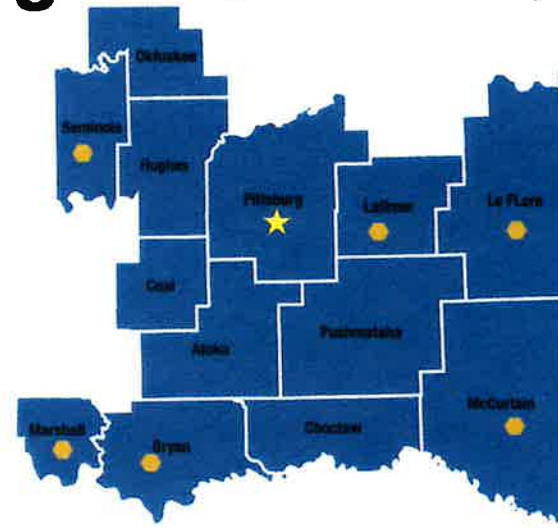 Okfuskee
Seminole
Hughes
Pittsburg
Latimer
Le Flore
Coal
Atoka
Pushmataha
Marshall
Bryan
Choctaw
McCurtain